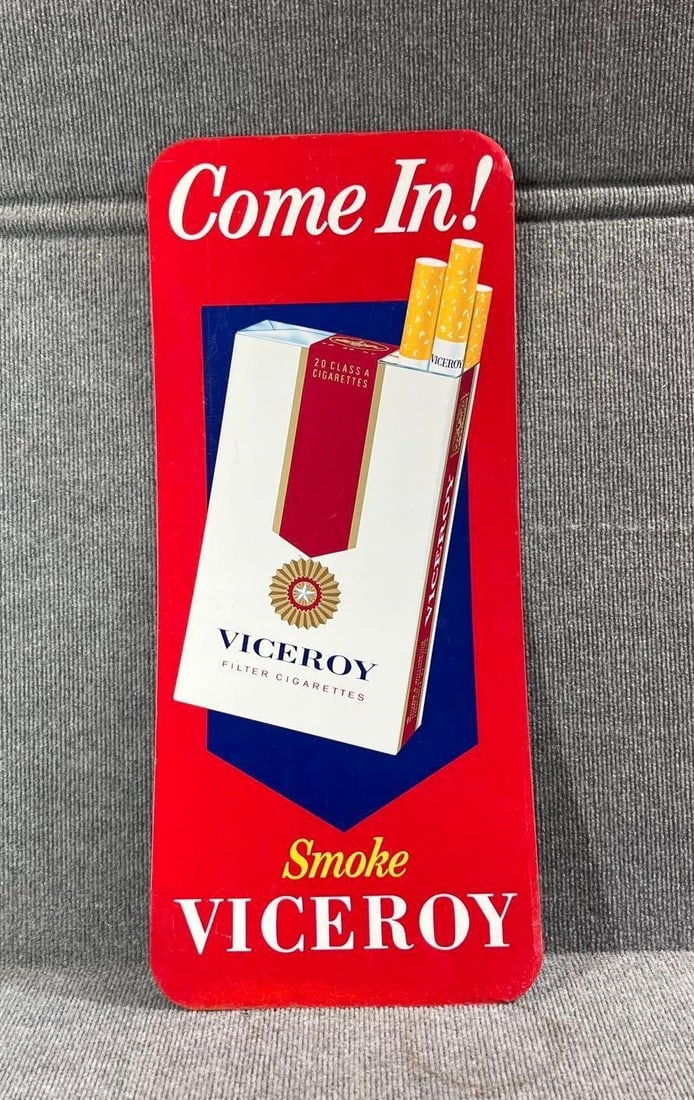 Come In!
20 CLASS A
CIGARETTES
VICEROY
VICEROY
VICEROY
FILTER CIGARETTES
Smoke
VICEROY